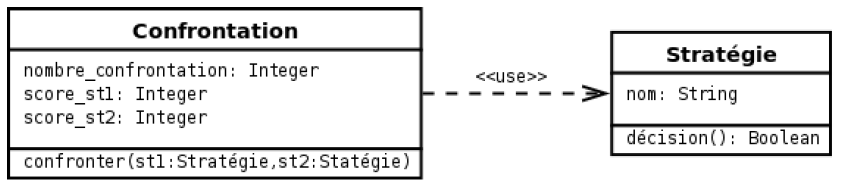 Confrontation
nombre_confrontation: Integer
score_st1: Integer
score_st2: Integer
confronter(st1:Stratégie,st2:Statégie)
<<use>>
Stratégie
nom: String
décision(): Boolean